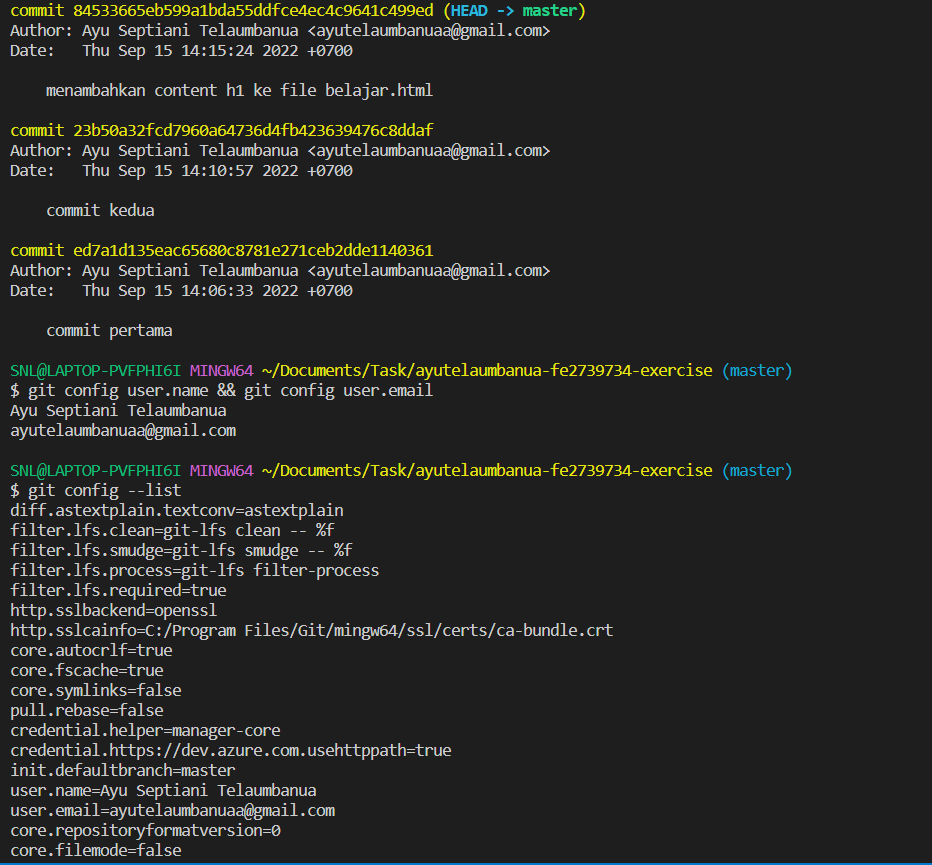 commit 84533665eb599a1bda55ddfce4ec4c9641c499ed (HEAD -> master)
Author: Ayu Septiani Telaumbanua <ayutelaumbanuaa@gmail.com>
Date:   Thu Sep 15 14:15:24 2022 +0700
    menambahkan content h1 ke file belajar.html
commit 23b50a32fcd7960a64736d4fb423639476c8ddaf
Author: Ayu Septiani Telaumbanua <ayutelaumbanuaa@gmail.com>
Date:   Thu Sep 15 14:10:57 2022 +0700
    commit kedua
commit ed7a1d135eac65680c8781e271ceb2dde1140361
Author: Ayu Septiani Telaumbanua <ayutelaumbanuaa@gmail.com>
Date:   Thu Sep 15 14:06:33 2022 +0700
    commit pertama
SNL@LAPTOP-PVFPHI6I MINGW64 ~/Documents/Task/ayutelaumbanua-fe2739734-exercise (master)
$ git config user.name && git config user.email
Ayu Septiani Telaumbanua
ayutelaumbanuaa@gmail.com
SNL@LAPTOP-PVFPHI6I MINGW64 ~/Documents/Task/ayutelaumbanua-fe2739734-exercise (master)
$ git config --list
diff.astextplain.textconv=astextplain
filter.lfs.clean=git-lfs clean -- %f
filter.lfs.smudge=git-lfs smudge -- %f
filter.lfs.process=git-lfs filter-process
filter.lfs.required=true
http.sslbackend=openssl
http.sslcainfo=C:/Program Files/Git/mingw64/ssl/certs/ca-bundle.crt
core.autocrlf=true
core.fscache=true
core.symlinks=false
pull.rebase=false
credential.helper=manager-core
credential.https://dev.azure.com.usehttppath=true
init.defaultbranch=master
user.name=Ayu Septiani Telaumbanua
user.email=ayutelaumbanuaa@gmail.com
core.repositoryformatversion=0
core.filemode=false